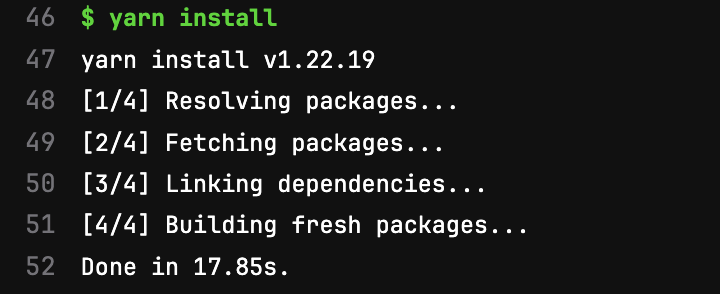 46 $ yarn install
47 yarn install v1.22.19
48 [1/4] Resolving packages...
49 [2/4] Fetching packages...
50 [3/4] Linking dependencies...
51 [4/4] Building fresh packages...
52 Done in 17.85s.